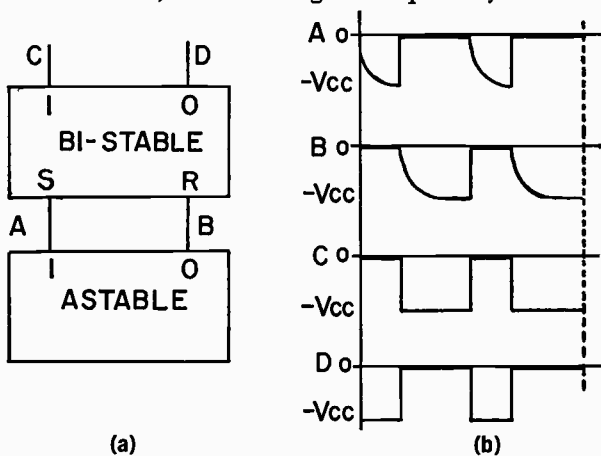 C D
I O
BI-STABLE
S R
A B
I O
ASTABLE
(a)
A o
-Vcc
B o
-Vcc
C o
-Vcc
D o
-Vcc
(b)